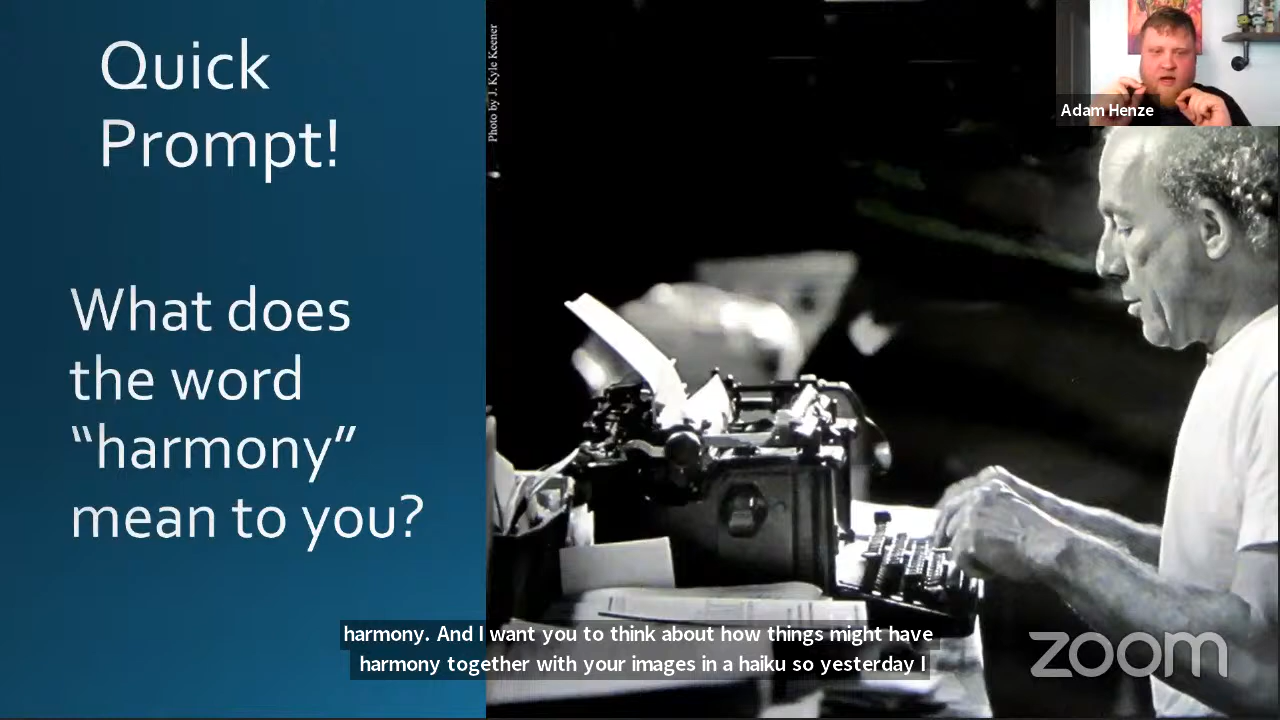 Quick
Prompt!
What does
the word
“harmony”
mean to you?
Photo by J. Kyle Keener
Adam Henze
harmony. And I want you to think about how things might have
harmony together with your images in a haiku so yesterday I
zoom